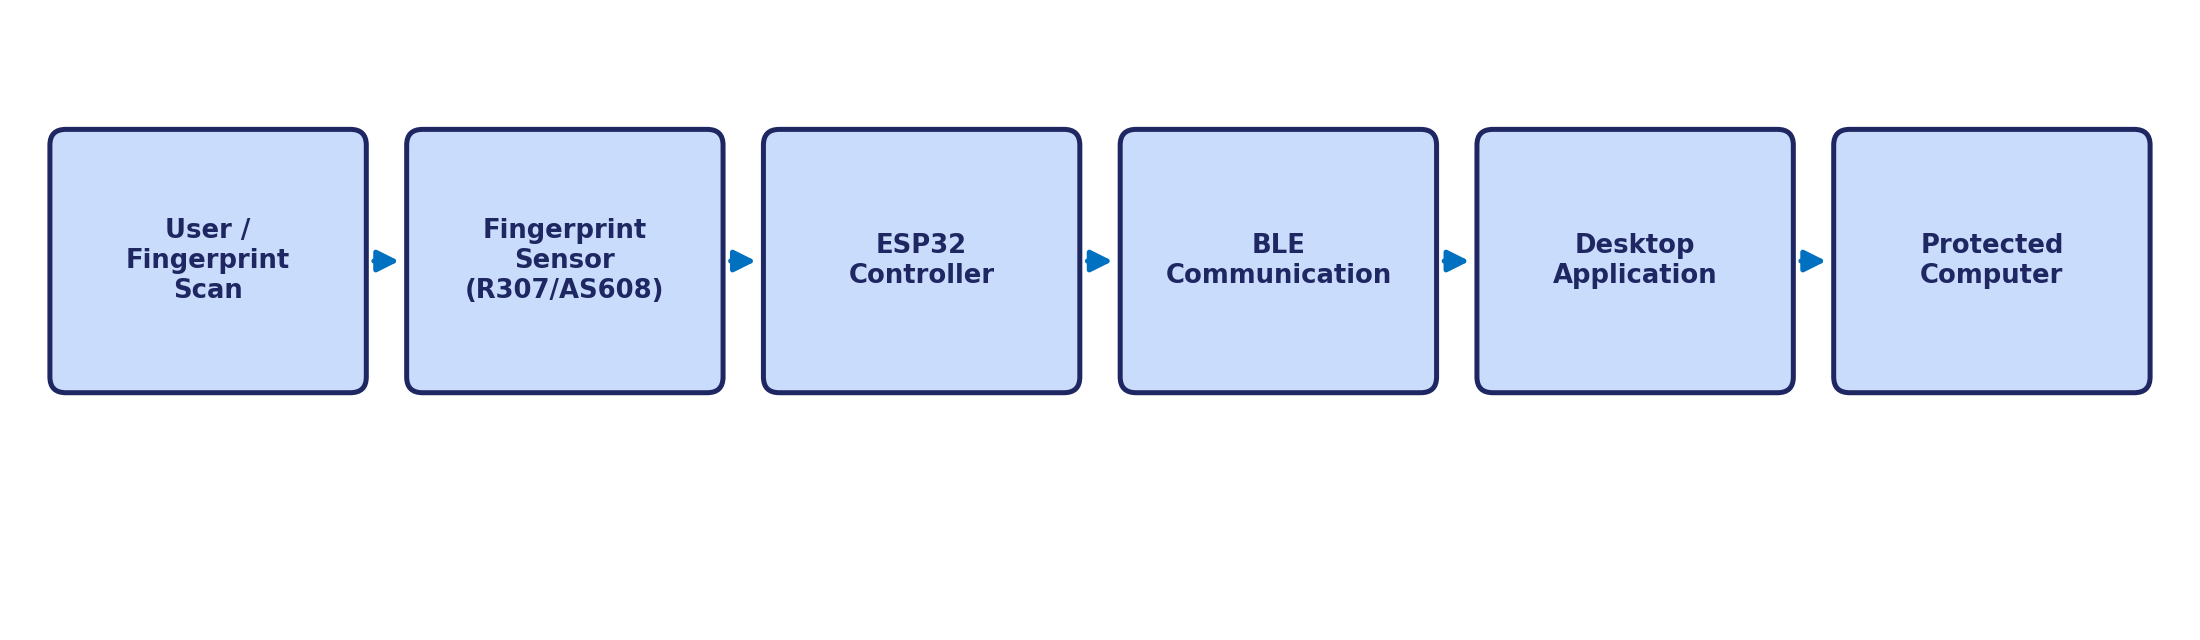 User /
Fingerprint
Scan
Fingerprint
Sensor
(R307/AS608)
ESP32
Controller
BLE
Communication
Desktop
Application
Protected
Computer